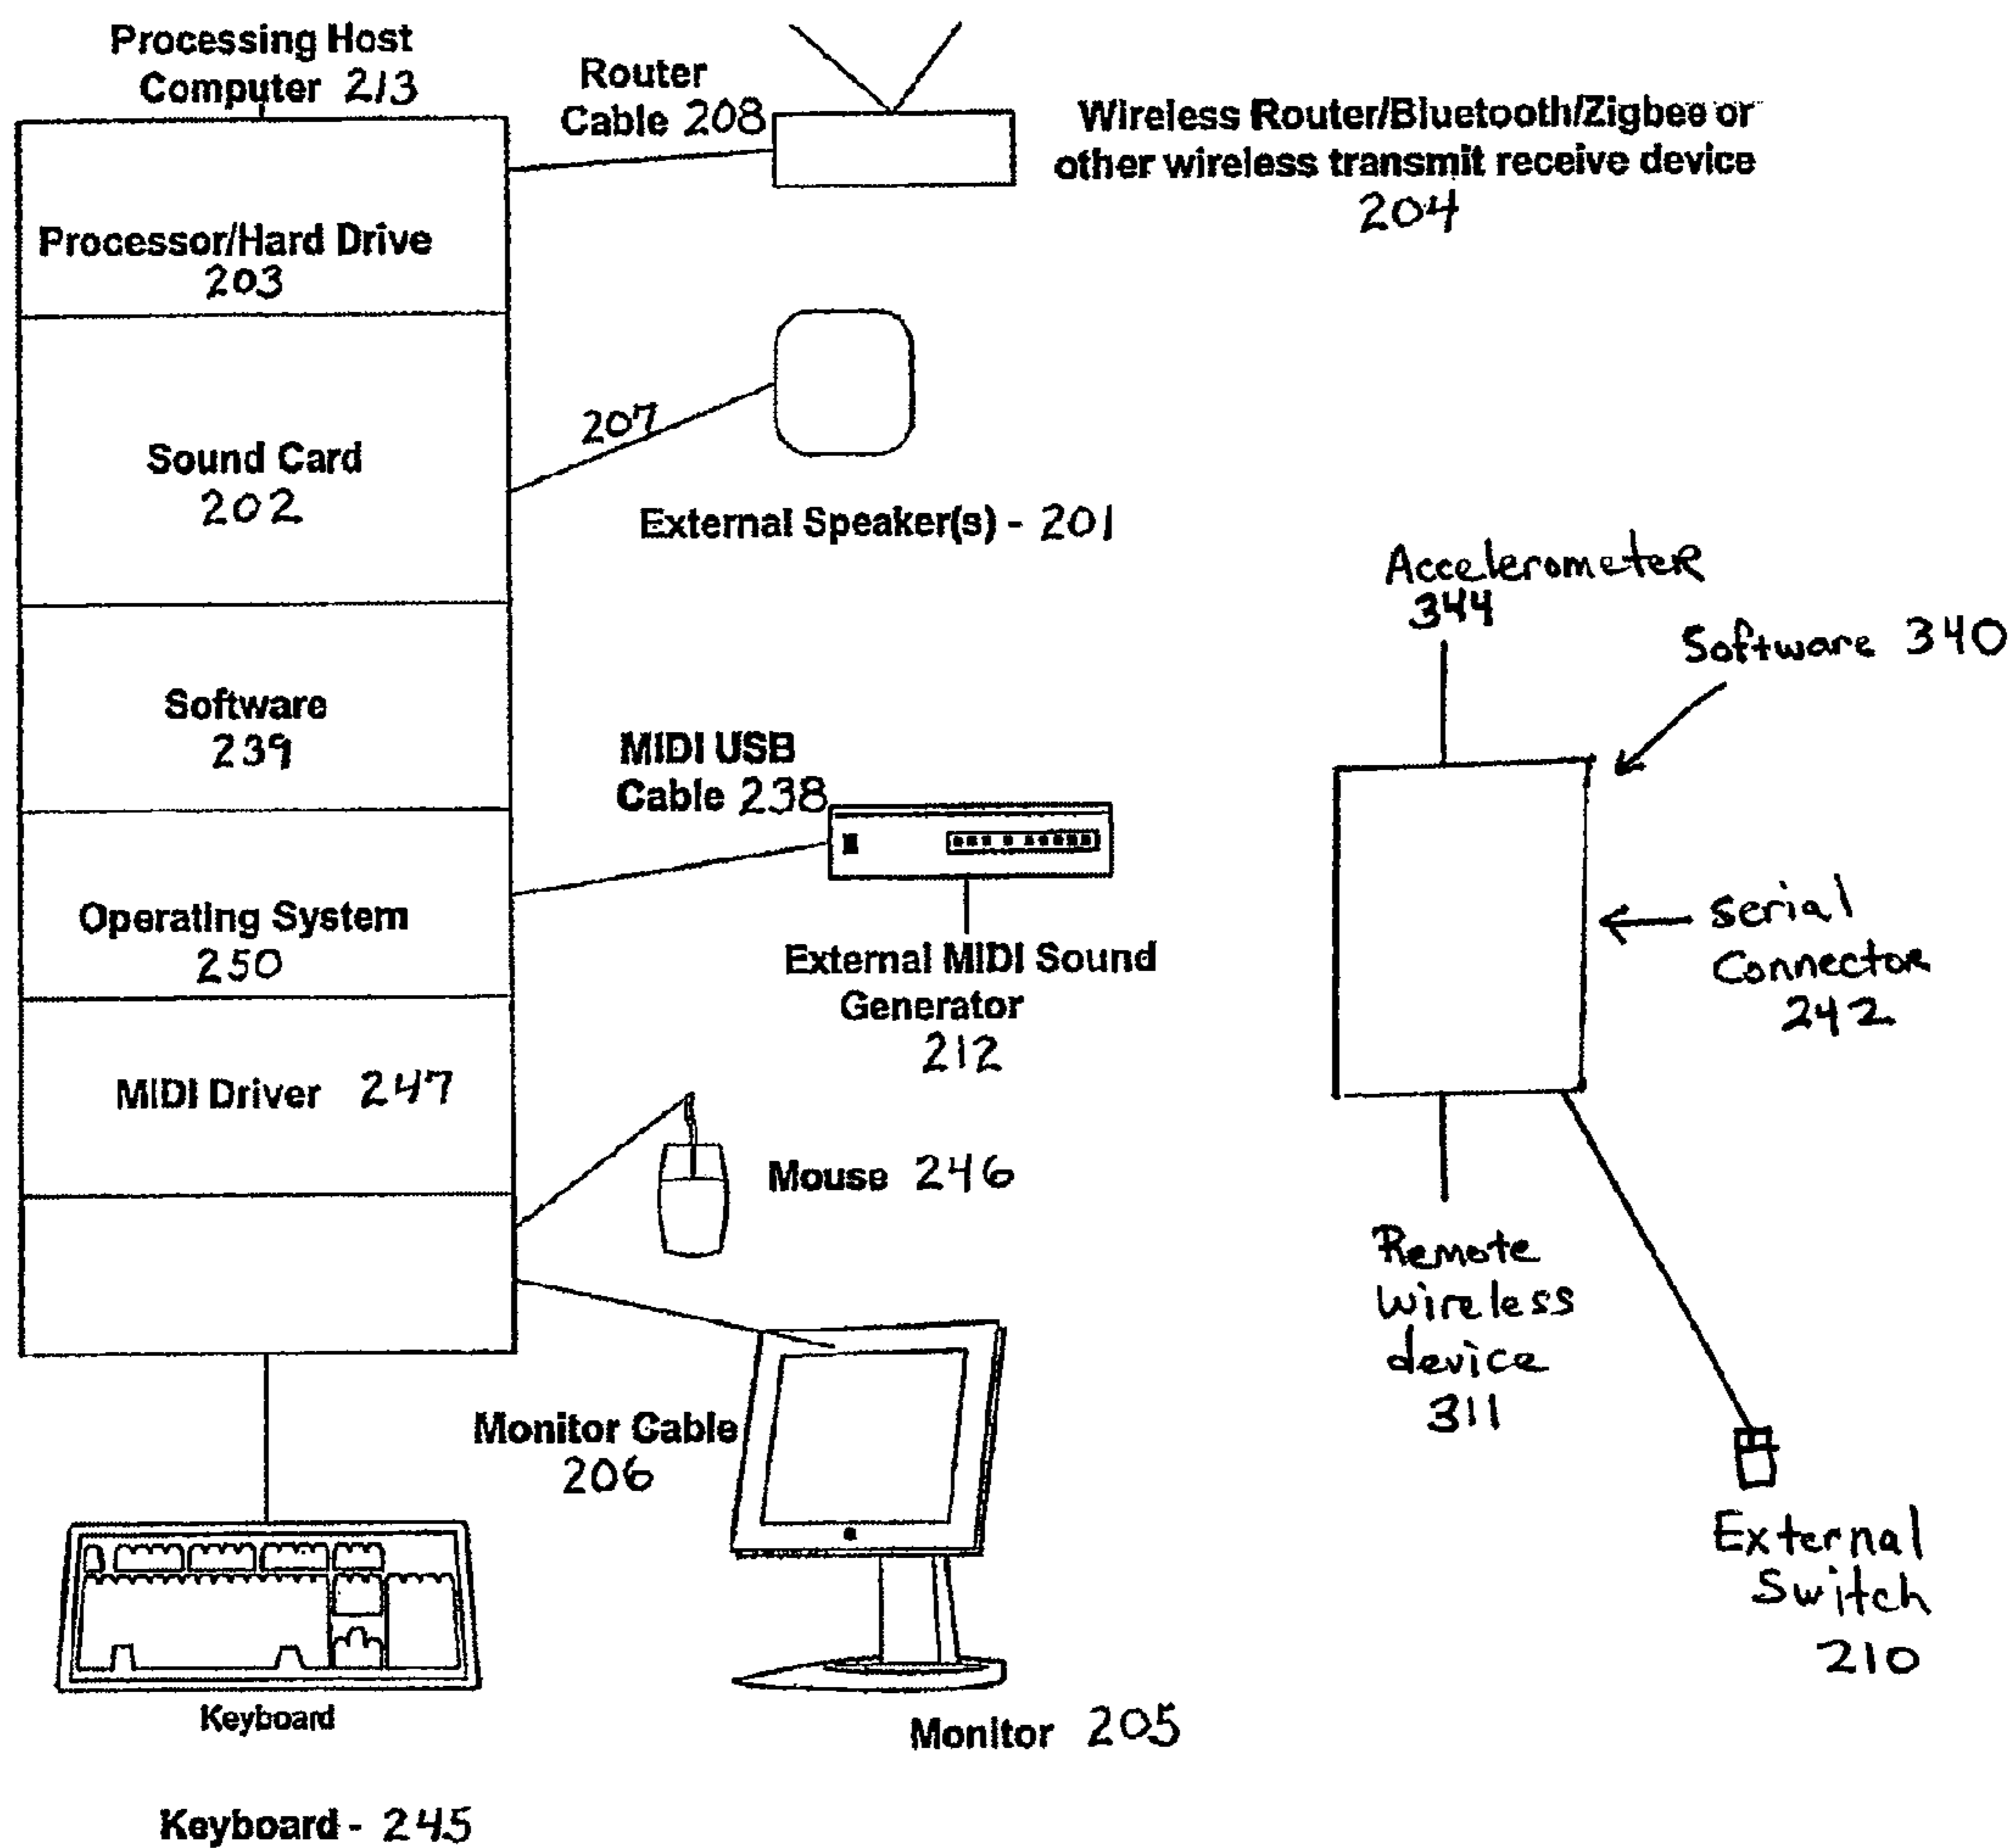 Processing Host
Computer 213
Router
Cable 208
Wireless Router/Bluetooth/Zigbee or
other wireless transmit receive device
204
Processor/Hard Drive
203
Sound Card
202
207
External Speaker(s) - 201
Software
239
MIDI USB
Cable 238
Operating System
250
External MIDI Sound
Generator
212
MIDI Driver 247
Mouse 246
Monitor Cable
206
Keyboard
Monitor 205
Keyboard - 245
Accelerometer
344
Software 340
Serial
Connector
242
Remote
Wireless
device
311
External
Switch
210